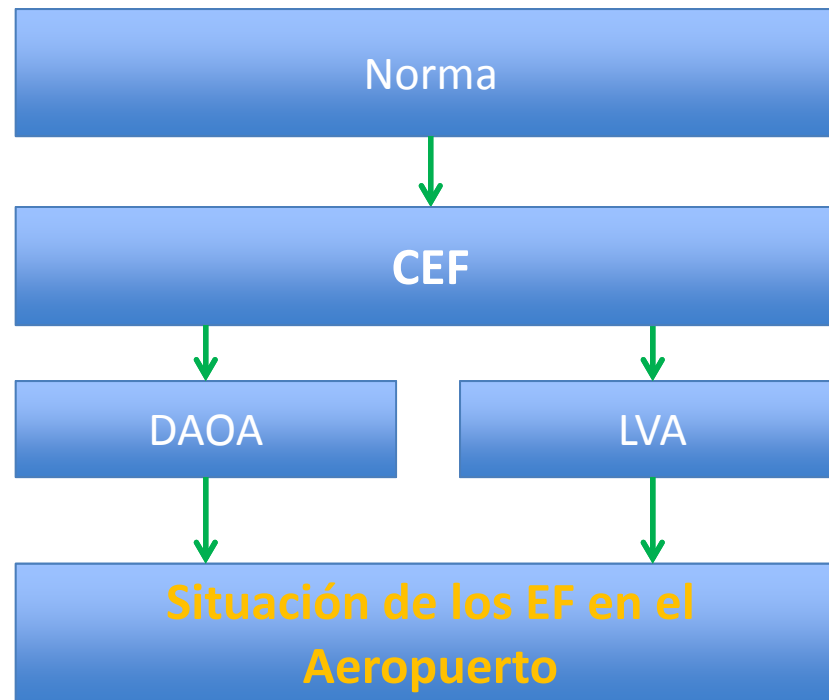 Norma
CEF
DAOA
LVA
Situación de los EF en el
Aeropuerto